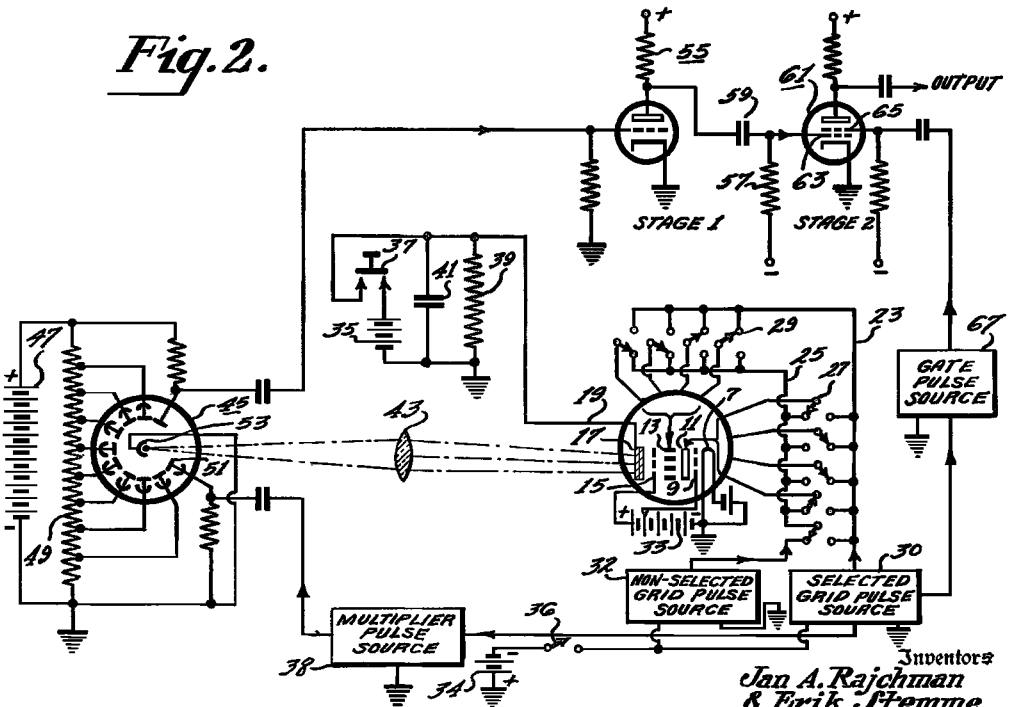 Fig. 2.
+
55
+
61
OUTPUT
59
65
57
63
STAGE 1
STAGE 2
-
-
37
41
39
35
47
+
45
53
43
51
49
-
19
17
13
11
7
15
9
+
-
33
29
23
25
27
67
GATE
PULSE
SOURCE
32
NON-SELECTED
GRID PULSE
SOURCE
30
SELECTED
GRID PULSE
SOURCE
36
MULTIPLIER
PULSE
SOURCE
38
34
-
+
Inventors
Jan A. Rajchman
& Erik Stemme